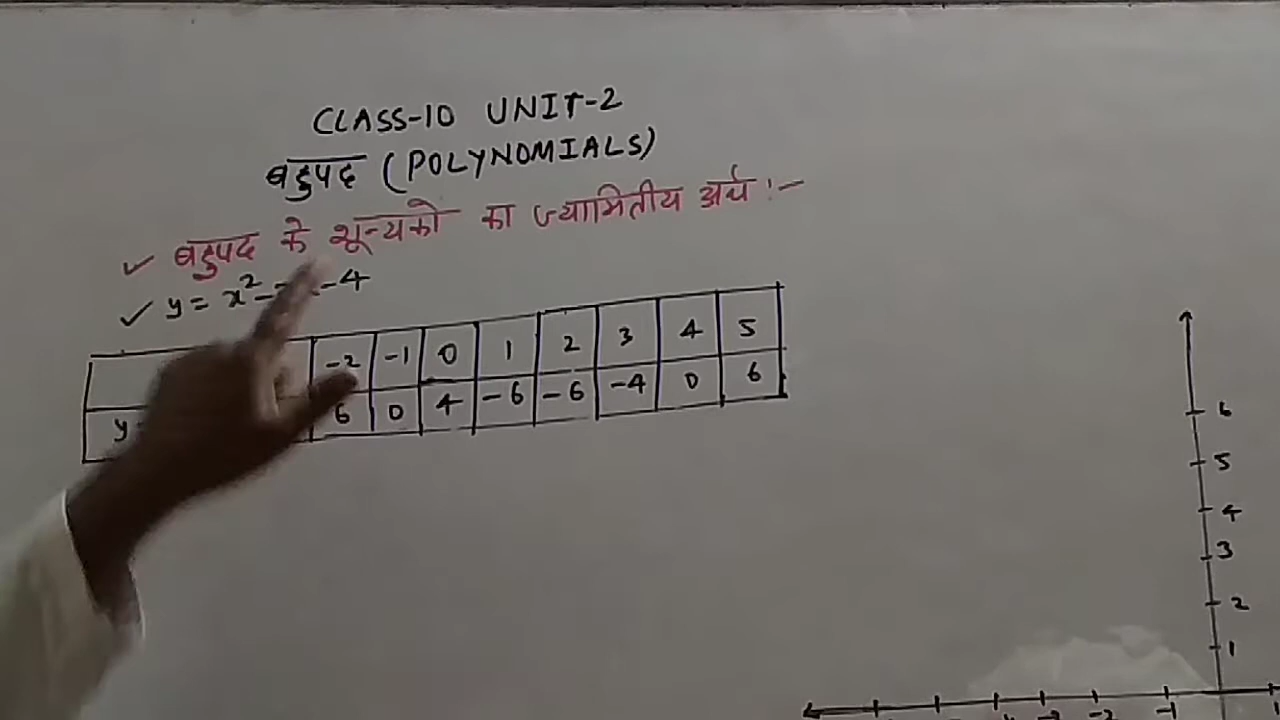 CLASS-10 UNIT-2
बहुपद (POLYNOMIALS)
✓ बहुपद के शून्यको का ज्यामितीय अर्थ :-
✓ y = x² - -4
-2 -1 0 1 2 3 4 5
y 6 0 4 -6 -6 -4 0 6
6
5
4
3
2
1
-2 -1